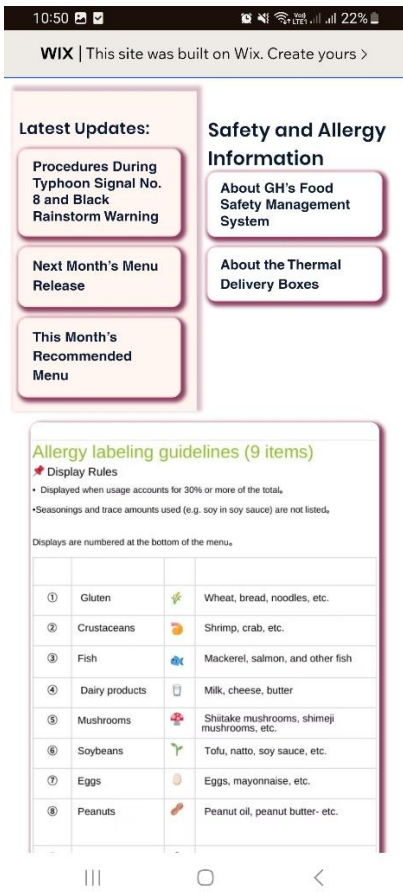 10:50
Vo)) LTE1 22%
WIX | This site was built on Wix. Create yours >
Latest Updates:
Procedures During
Typhoon Signal No.
8 and Black
Rainstorm Warning
Next Month's Menu
Release
This Month's
Recommended
Menu
Safety and Allergy
Information
About GH's Food
Safety Management
System
About the Thermal
Delivery Boxes
Allergy labeling guidelines (9 items)
📌 Display Rules
• Displayed when usage accounts for 30% or more of the total。
•Seasonings and trace amounts used (e.g. soy in soy sauce) are not listed。
Displays are numbered at the bottom of the menu。
① Gluten Wheat, bread, noodles, etc.
② Crustaceans Shrimp, crab, etc.
③ Fish Mackerel, salmon, and other fish
④ Dairy products Milk, cheese, butter
⑤ Mushrooms Shiitake mushrooms, shimeji
mushrooms, etc.
⑥ Soybeans Tofu, natto, soy sauce, etc.
⑦ Eggs Eggs, mayonnaise, etc.
⑧ Peanuts Peanut oil, peanut butter- etc.